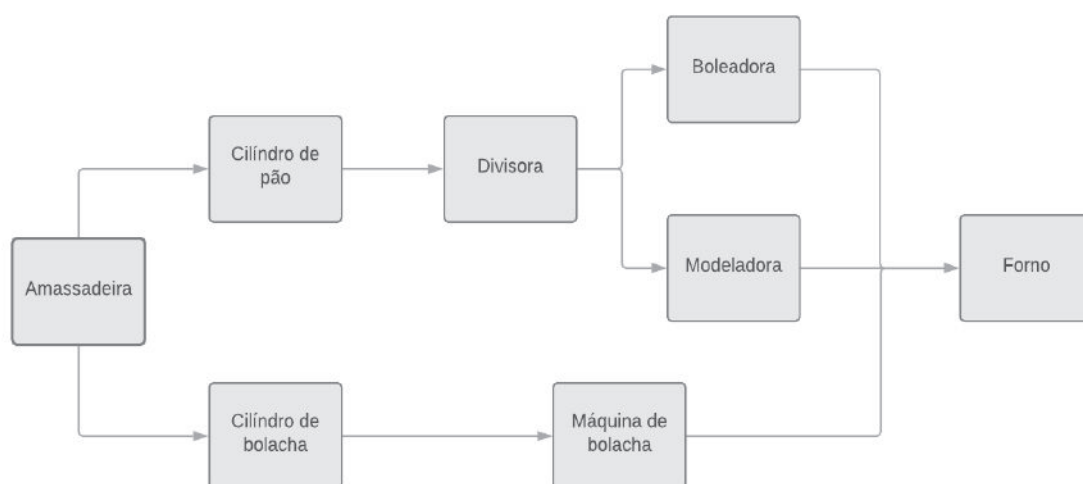 Boleadora
Cilíndro de
pão
Divisora
Amassadeira
Modeladora
Forno
Cilíndro de
bolacha
Máquina de
bolacha